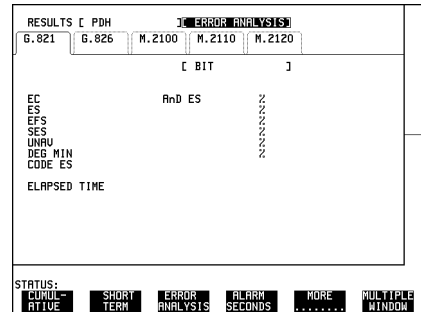 RESULTS [ PDH ][ ERROR ANALYSIS]
G.821 G.826 M.2100 M.2110 M.2120
[ BIT ]
EC AnD ES %
ES %
EFS %
SES %
UNAV %
DEG MIN %
CODE ES
ELAPSED TIME
STATUS:
CUMUL-ATIVE SHORT TERM ERROR ANALYSIS ALARM SECONDS MORE ........ MULTIPLE WINDOW